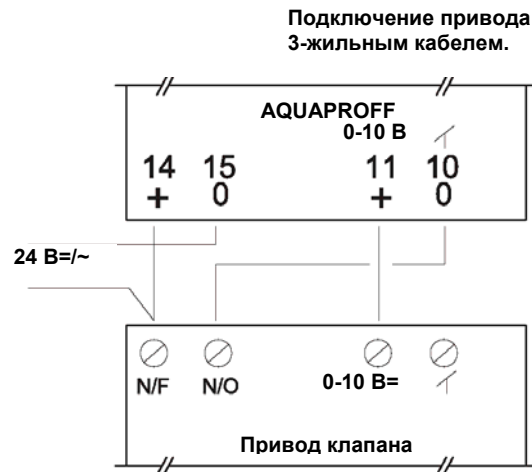 Подключение привода
3-жильным кабелем.
AQUAPROFF
0-10 В
14 15 11 10
+ 0 + 0
24 В=/~
N/F N/O 0-10 В=
Привод клапана